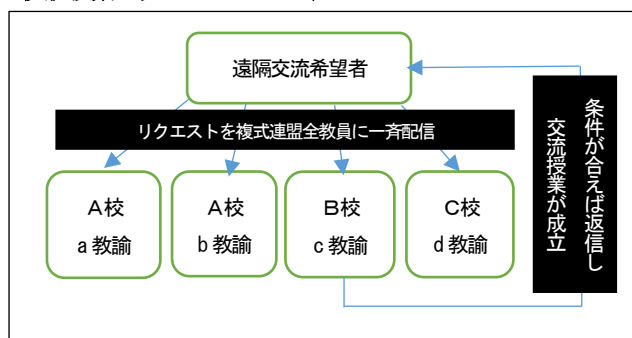 遠隔交流希望者
リクエストを複式連盟全教員に一斉配信
A校
a 教諭
A校
b 教諭
B校
c 教諭
C校
d 教諭
条件が合えば返信し
交流授業が成立